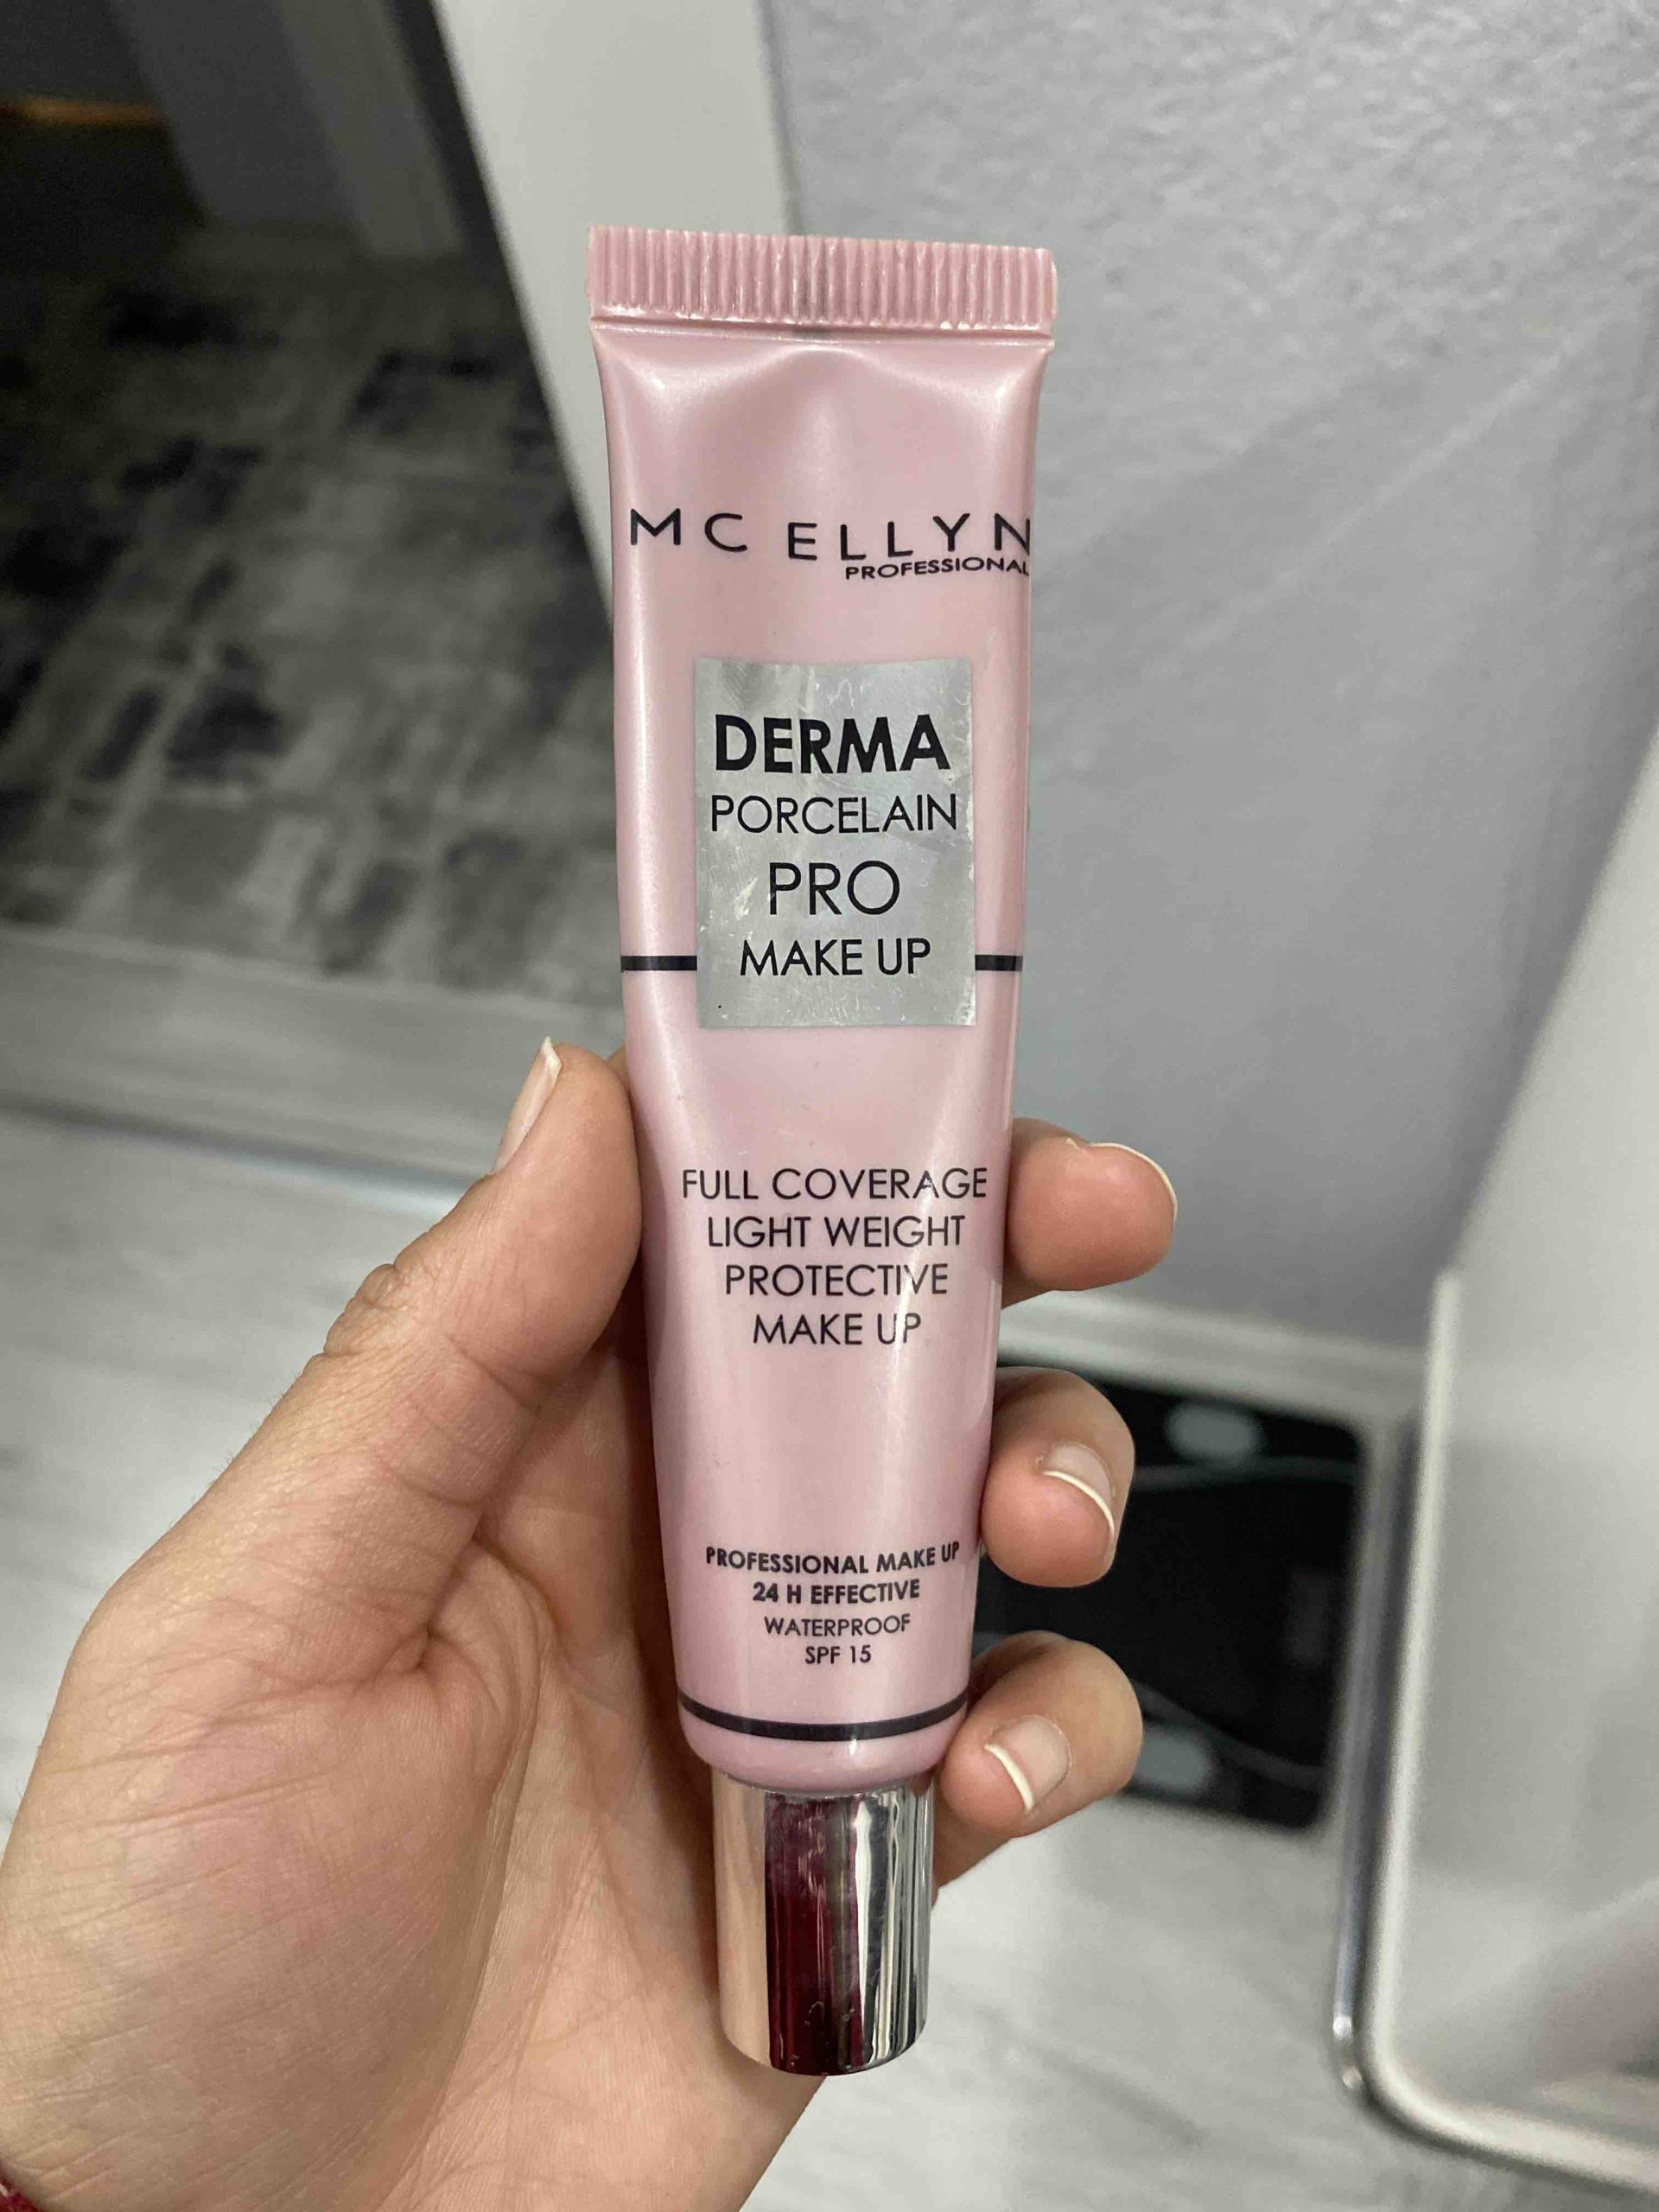 MC ELLYN
PROFESSIONAL
DERMA
PORCELAIN
PRO
MAKE UP
FULL COVERAGE
LIGHT WEIGHT
PROTECTIVE
MAKE UP
PROFESSIONAL MAKE UP
24 H EFFECTIVE
WATERPROOF
SPF 15